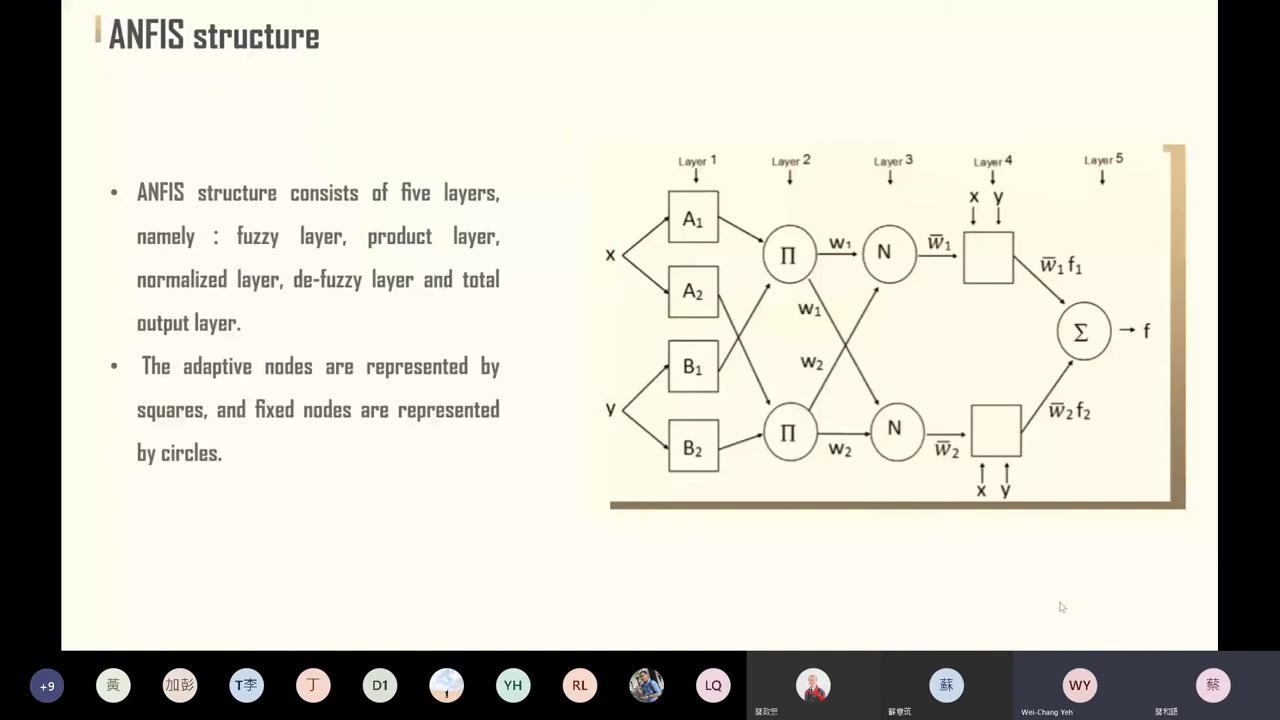 ANFIS structure
• ANFIS structure consists of five layers,
namely : fuzzy layer, product layer,
normalized layer, de-fuzzy layer and total
output layer.
• The adaptive nodes are represented by
squares, and fixed nodes are represented
by circles.
Layer 1 Layer 2 Layer 3 Layer 4 Layer 5
x y
A₁
Π w₁ N w̅₁
x
w̅₁ f₁
A₂
w₁
Σ f
w₂
B₁
y
w̅₂ f₂
B₂ Π w₂ N w̅₂
x y
+9 黃 加彭 T李 丁 D1 YH RL LQ 蘇 WY 蔡
Wei-Chang Yeh